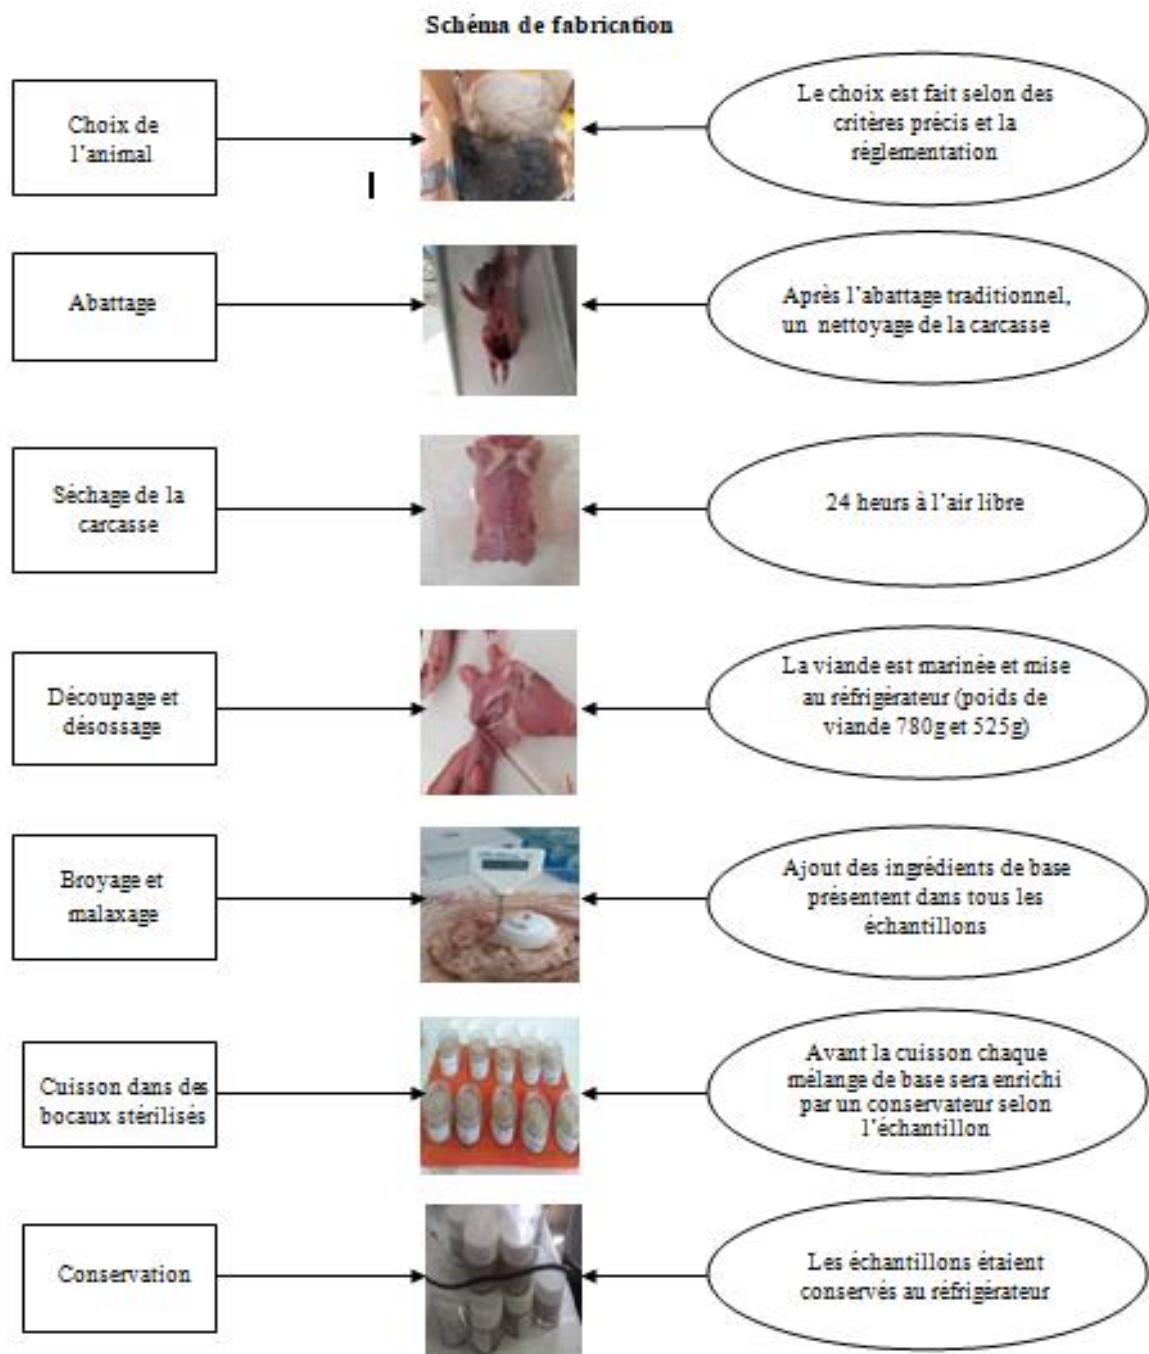 Schéma de fabrication
Choix de
l'animal
Le choix est fait selon des
critères précis et la
règlementation
Abattage
Après l'abattage traditionnel,
un nettoyage de la carcasse
Séchage de la
carcasse
24 heurs à l'air libre
Découpage et
désossage
La viande est marinée et mise
au réfrigérateur (poids de
viande 780g et 525g)
Broyage et
malaxage
Ajout des ingrédients de base
présentent dans tous les
échantillons
Cuisson dans des
bocaux stérilisés
Avant la cuisson chaque
mélange de base sera enrichi
par un conservateur selon
l'échantillon
Conservation
Les échantillons étaient
conservés au réfrigérateur